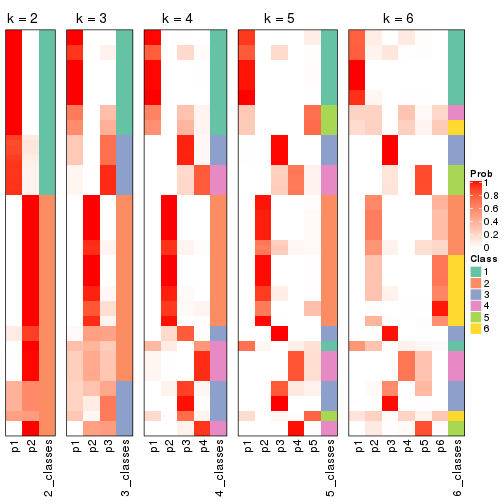 k = 2
k = 3
k = 4
k = 5
k = 6
p1
p2
2_classes
p1
p2
p3
3_classes
p1
p2
p3
p4
4_classes
p1
p2
p3
p4
p5
5_classes
p1
p2
p3
p4
p5
p6
6_classes
Prob
1
0.8
0.6
0.4
0.2
0
Class
1
2
3
4
5
6